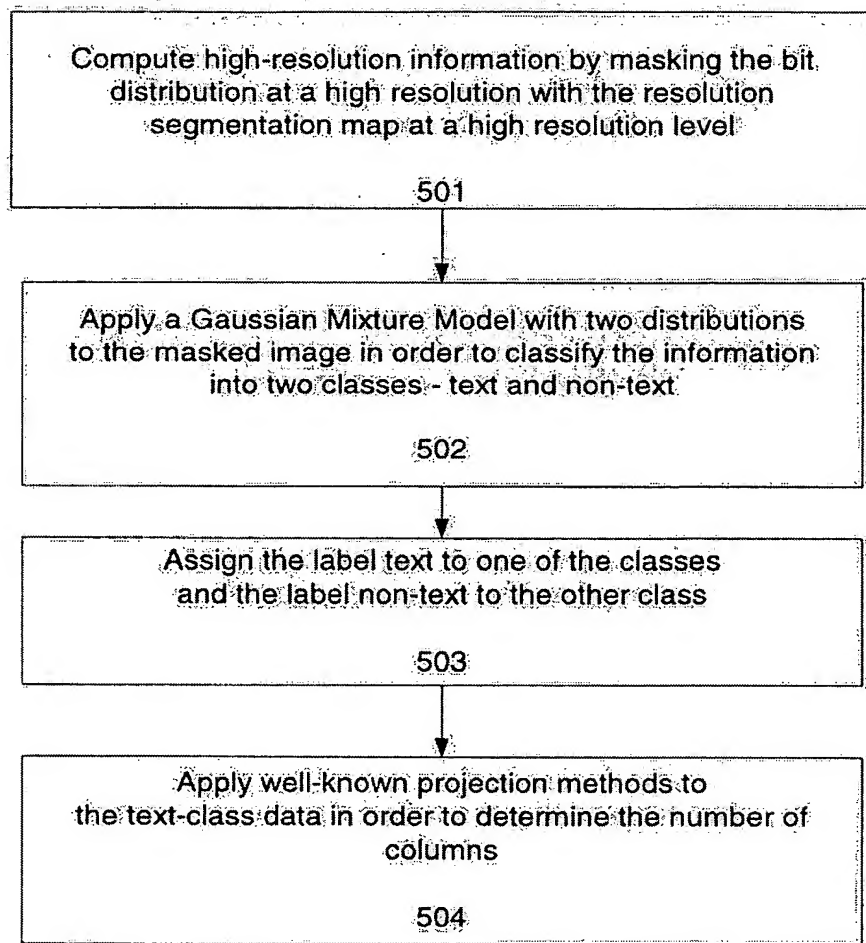 Compute high-resolution information by masking the bit
distribution at a high resolution with the resolution
segmentation map at a high resolution level
501
Apply a Gaussian Mixture Model with two distributions
to the masked image in order to classify the information
into two classes - text and non-text
502
Assign the label text to one of the classes
and the label non-text to the other class
503
Apply well-known projection methods to
the text-class data in order to determine the number of
columns
504